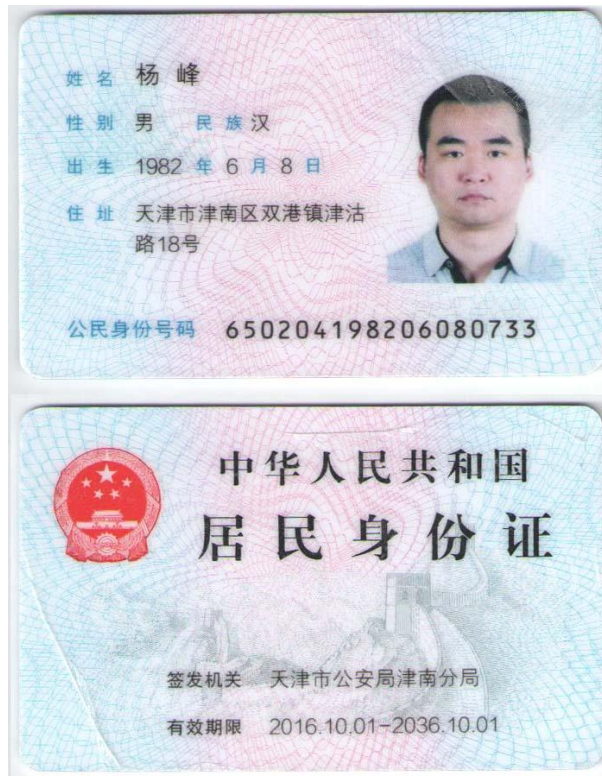 姓名 杨峰
性别 男 民族 汉
出生 1982 年 6 月 8 日
住址 天津市津南区双港镇津沽
路18号
公民身份号码 650204198206080733
中华人民共和国
居民身份证
签发机关 天津市公安局津南分局
有效期限 2016.10.01-2036.10.01